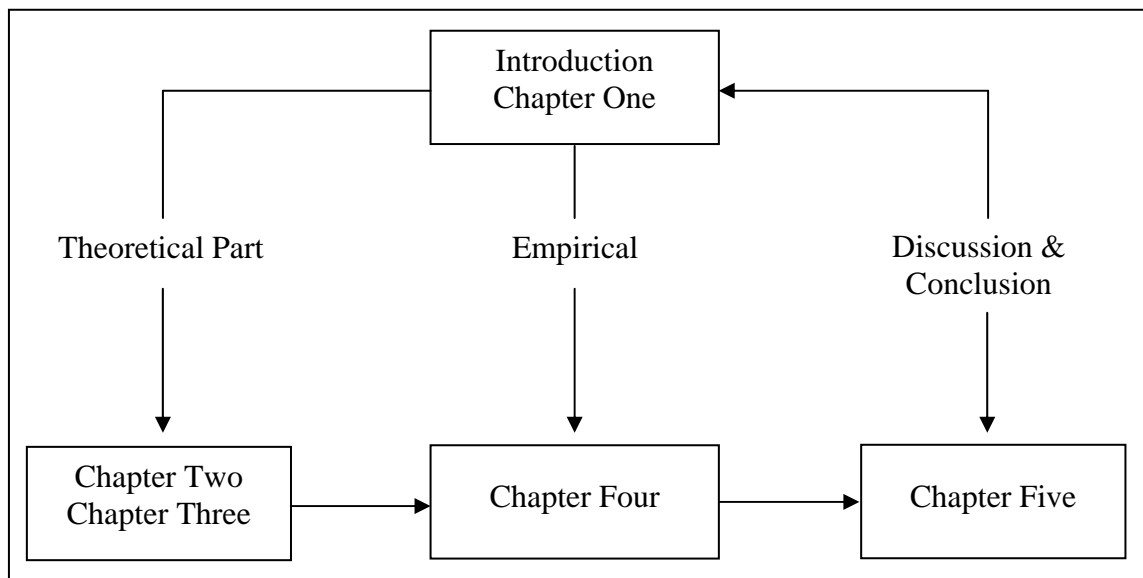 Introduction
Chapter One
Theoretical Part
Empirical
Discussion &
Conclusion
Chapter Two
Chapter Three
Chapter Four
Chapter Five